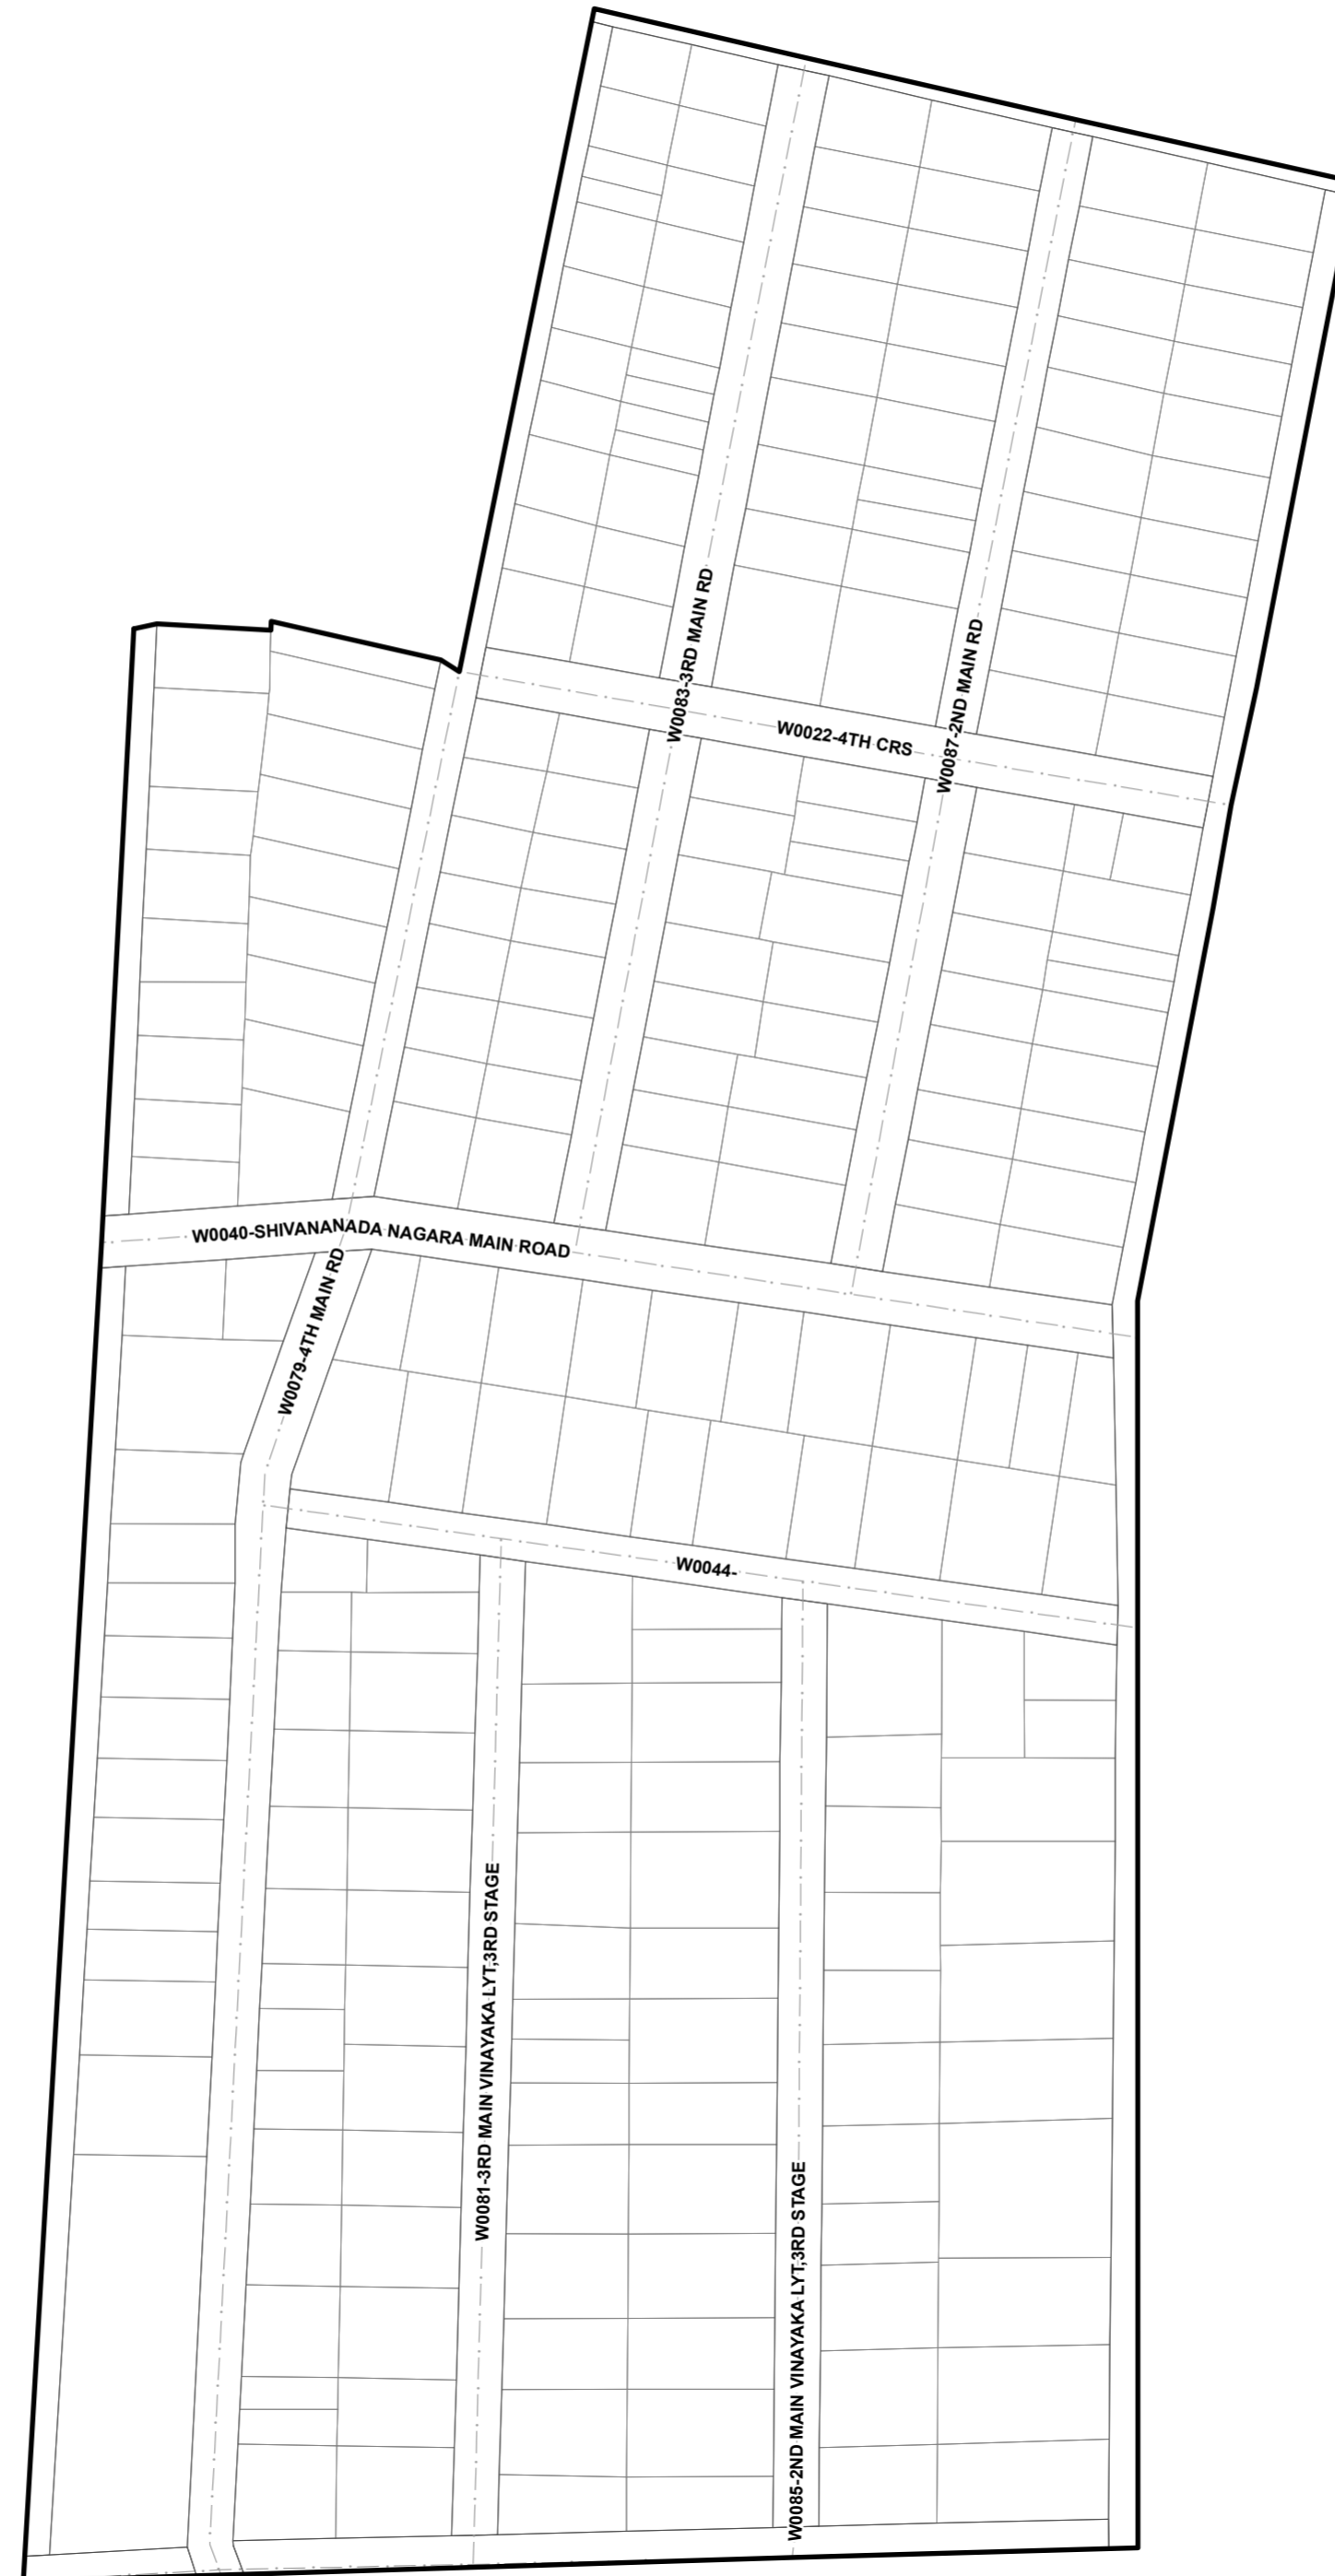 W0083-3RD MAIN RD
W0087-2ND MAIN RD
W0022-4TH CRS
W0040-SHIVANANADA NAGARA MAIN ROAD
W0079-4TH MAIN RD
W0044-
W0081-3RD MAIN VINAYAKA LYT,3RD STAGE
W0085-2ND MAIN VINAYAKA LYT,3RD STAGE